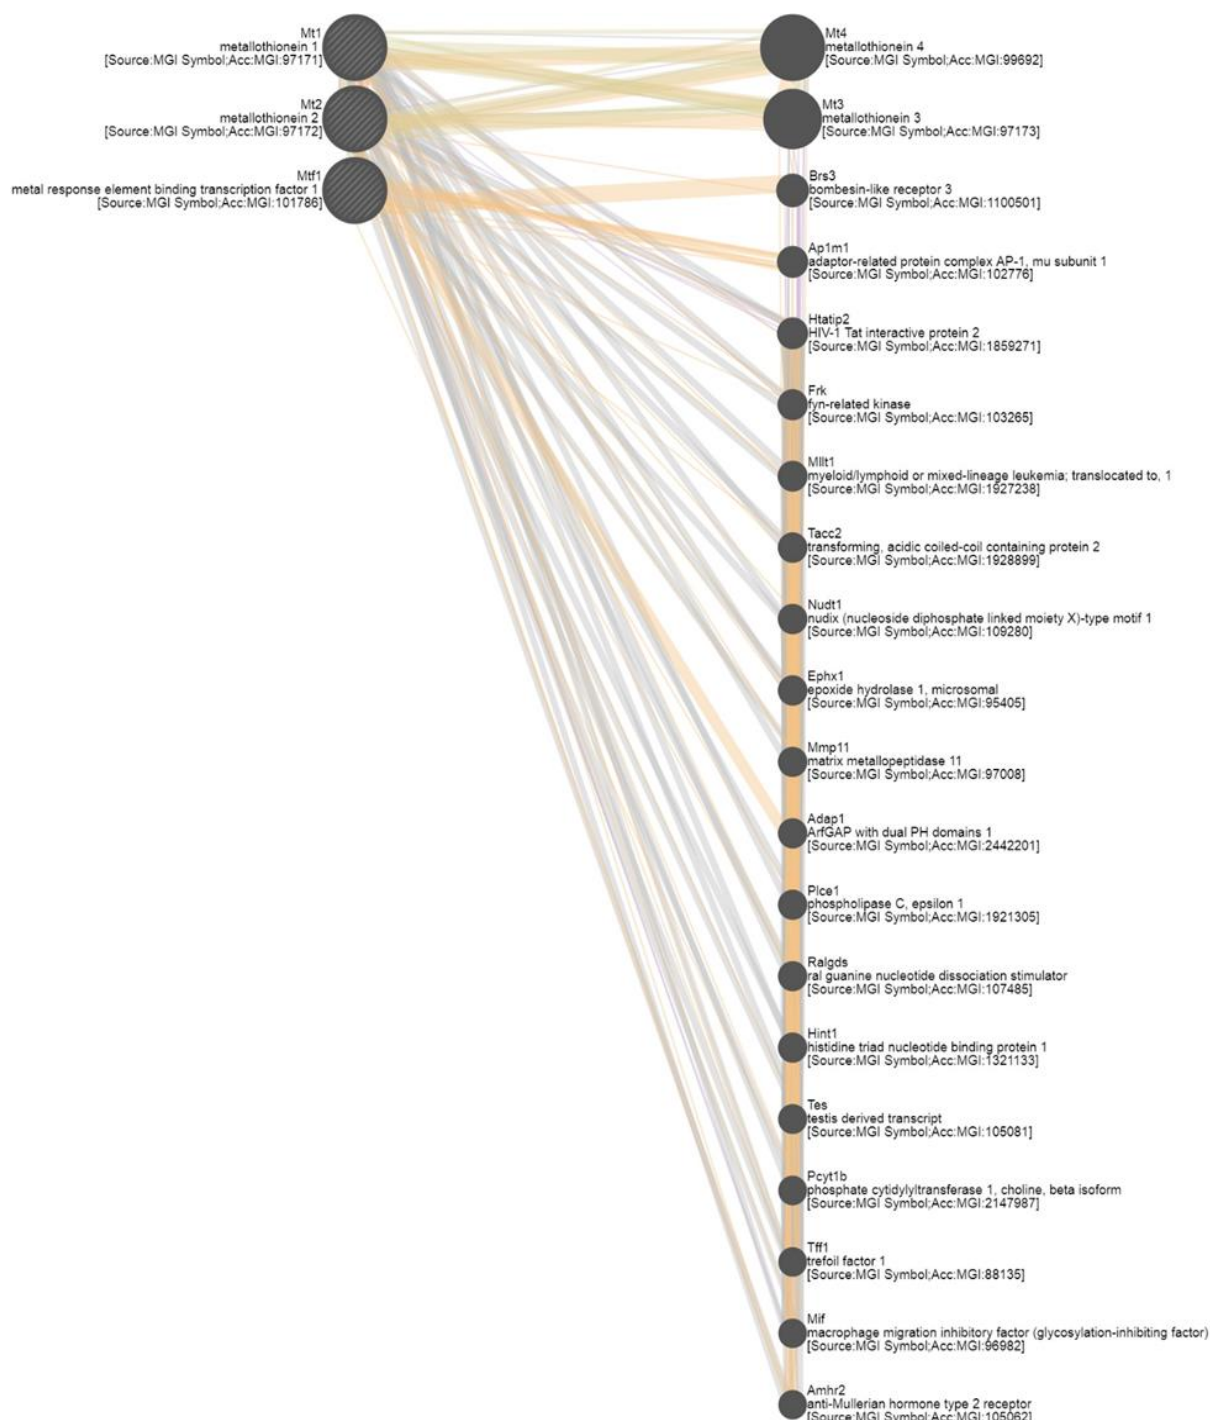 Mt1
metallothionein 1
[Source:MGI Symbol;Acc:MGI:97171]
Mt2
metallothionein 2
[Source:MGI Symbol;Acc:MGI:97172]
Mtf1
metal response element binding transcription factor 1
[Source:MGI Symbol;Acc:MGI:101786]
Mt4
metallothionein 4
[Source:MGI Symbol;Acc:MGI:99692]
Mt3
metallothionein 3
[Source:MGI Symbol;Acc:MGI:97173]
Brs3
bombesin-like receptor 3
[Source:MGI Symbol;Acc:MGI:1100501]
Ap1m1
adaptor-related protein complex AP-1, mu subunit 1
[Source:MGI Symbol;Acc:MGI:102776]
Htatip2
HIV-1 Tat interactive protein 2
[Source:MGI Symbol;Acc:MGI:1859271]
Frk
fyn-related kinase
[Source:MGI Symbol;Acc:MGI:103265]
Mllt1
myeloid/lymphoid or mixed-lineage leukemia; translocated to, 1
[Source:MGI Symbol;Acc:MGI:1927238]
Tacc2
transforming, acidic coiled-coil containing protein 2
[Source:MGI Symbol;Acc:MGI:1928899]
Nudt1
nudix (nucleoside diphosphate linked moiety X)-type motif 1
[Source:MGI Symbol;Acc:MGI:109280]
Ephx1
epoxide hydrolase 1, microsomal
[Source:MGI Symbol;Acc:MGI:95405]
Mmp11
matrix metallopeptidase 11
[Source:MGI Symbol;Acc:MGI:97008]
Adap1
ArfGAP with dual PH domains 1
[Source:MGI Symbol;Acc:MGI:2442201]
Plce1
phospholipase C, epsilon 1
[Source:MGI Symbol;Acc:MGI:1921305]
Ralgds
ral guanine nucleotide dissociation stimulator
[Source:MGI Symbol;Acc:MGI:107485]
Hint1
histidine triad nucleotide binding protein 1
[Source:MGI Symbol;Acc:MGI:1321133]
Tes
testis derived transcript
[Source:MGI Symbol;Acc:MGI:105081]
Pcyt1b
phosphate cytidylyltransferase 1, choline, beta isoform
[Source:MGI Symbol;Acc:MGI:2147987]
Tff1
trefoil factor 1
[Source:MGI Symbol;Acc:MGI:88135]
Mif
macrophage migration inhibitory factor (glycosylation-inhibiting factor)
[Source:MGI Symbol;Acc:MGI:96982]
Amhr2
anti-Mullerian hormone type 2 receptor
[Source:MGI Symbol;Acc:MGI:105062]